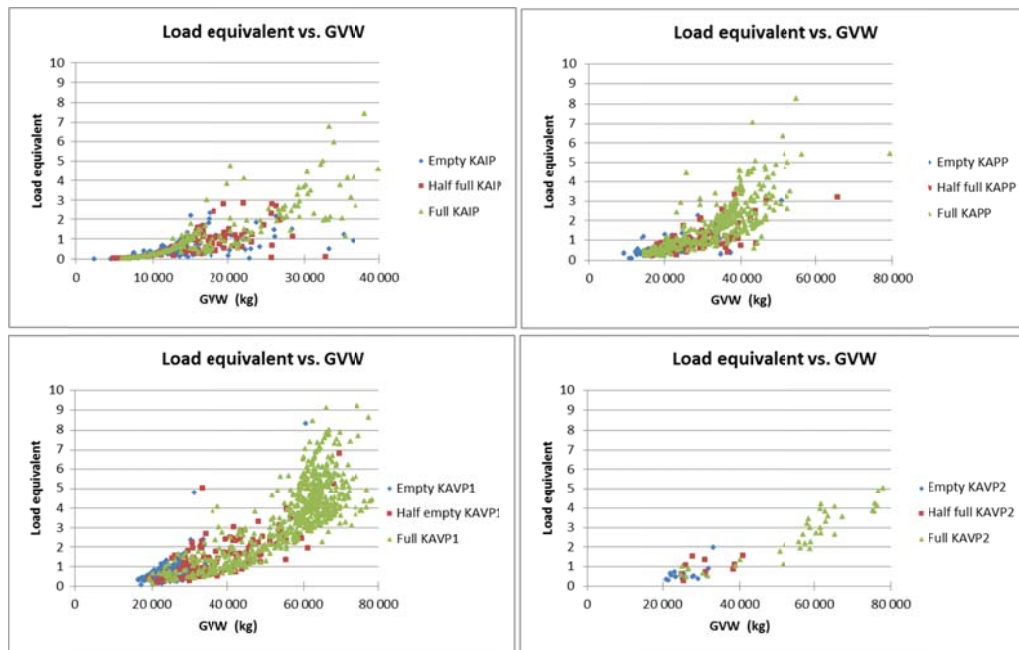 Load equivalent vs. GVW
10
9
8
7
6
5
4
3
2
1
0
Load equivalent
0
10 000
20 000
30 000
40 000
GVW (kg)
Empty KAIP
Half full KAIP
Full KAIP
Load equivalent vs. GVW
10
9
8
7
6
5
4
3
2
1
0
Load equivalent
0
20 000
40 000
60 000
80 000
GVW (kg)
Empty KAPP
Half full KAPP
Full KAPP
Load equivalent vs. GVW
10
9
8
7
6
5
4
3
2
1
0
Load equivalent
0
20 000
40 000
60 000
80 000
GVW (kg)
Empty KAVP1
Half empty KAVP1
Full KAVP1
Load equivalent vs. GVW
10
9
8
7
6
5
4
3
2
1
0
Load equivalent
0
20 000
40 000
60 000
80 000
GVW (kg)
Empty KAVP2
Half full KAVP2
Full KAVP2